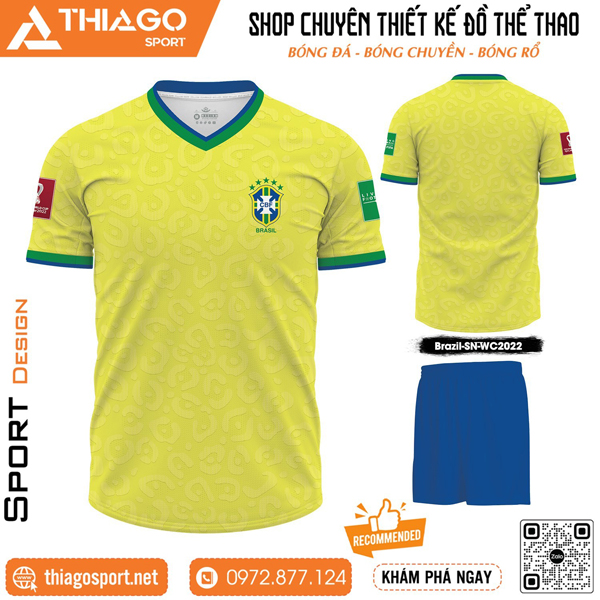 THIAGO
SPORT
SHOP CHUYÊN THIẾT KẾ ĐỒ THỂ THAO
BÓNG ĐÁ - BÓNG CHUYỀN - BÓNG RỔ
CBF
BRASIL
Brazil-SN-WC2022
SPORT DESIGN
RECOMMENDED
Zalo
thiagosport.net
0972.877.124
KHÁM PHÁ NGAY